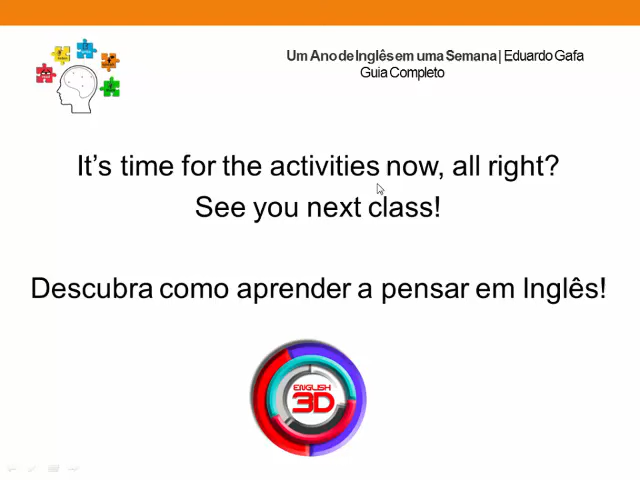 Um Ano de Inglês em uma Semana | Eduardo Gafa
Guia Completo
It's time for the activities now, all right?
See you next class!
Descubra como aprender a pensar em Inglês!
ENGLISH
3D